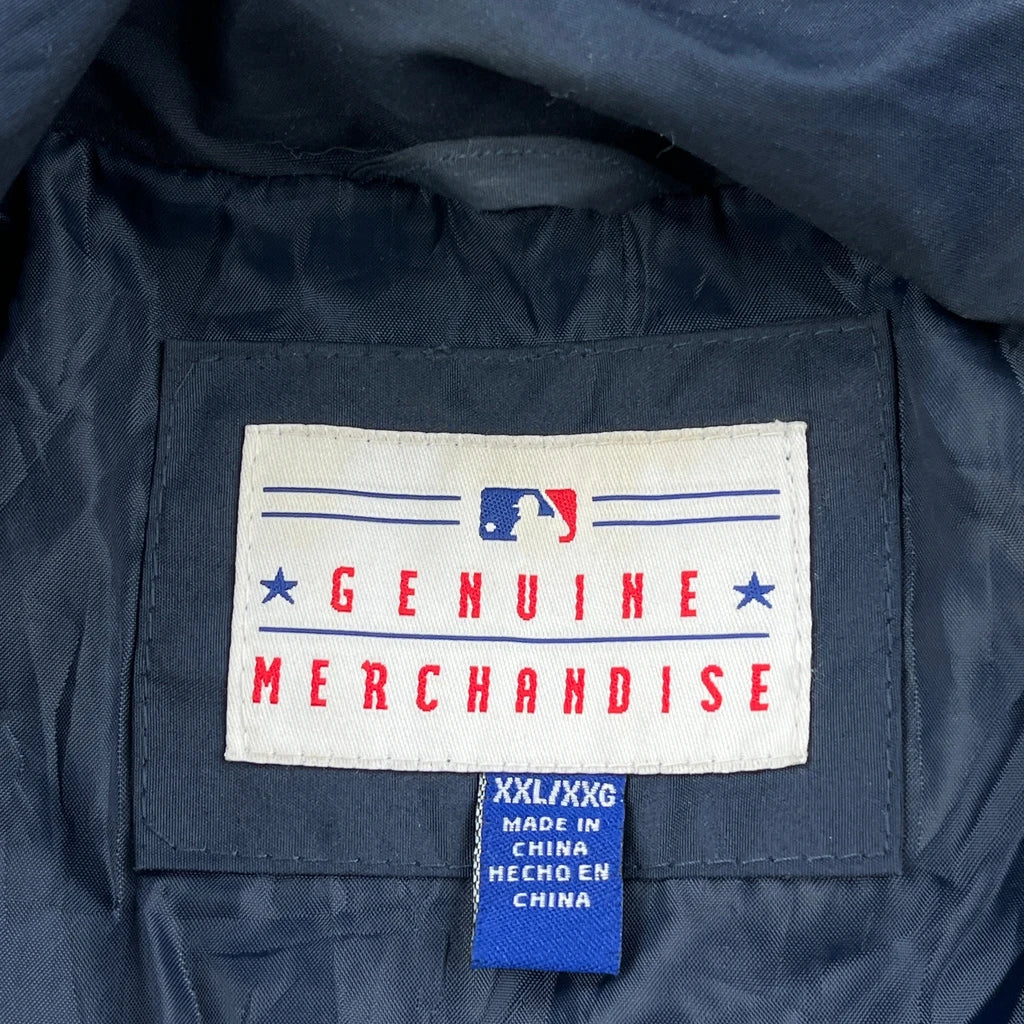 GENUINE
MERCHANDISE
XXL/XXG
MADE IN
CHINA
HECHO EN
CHINA